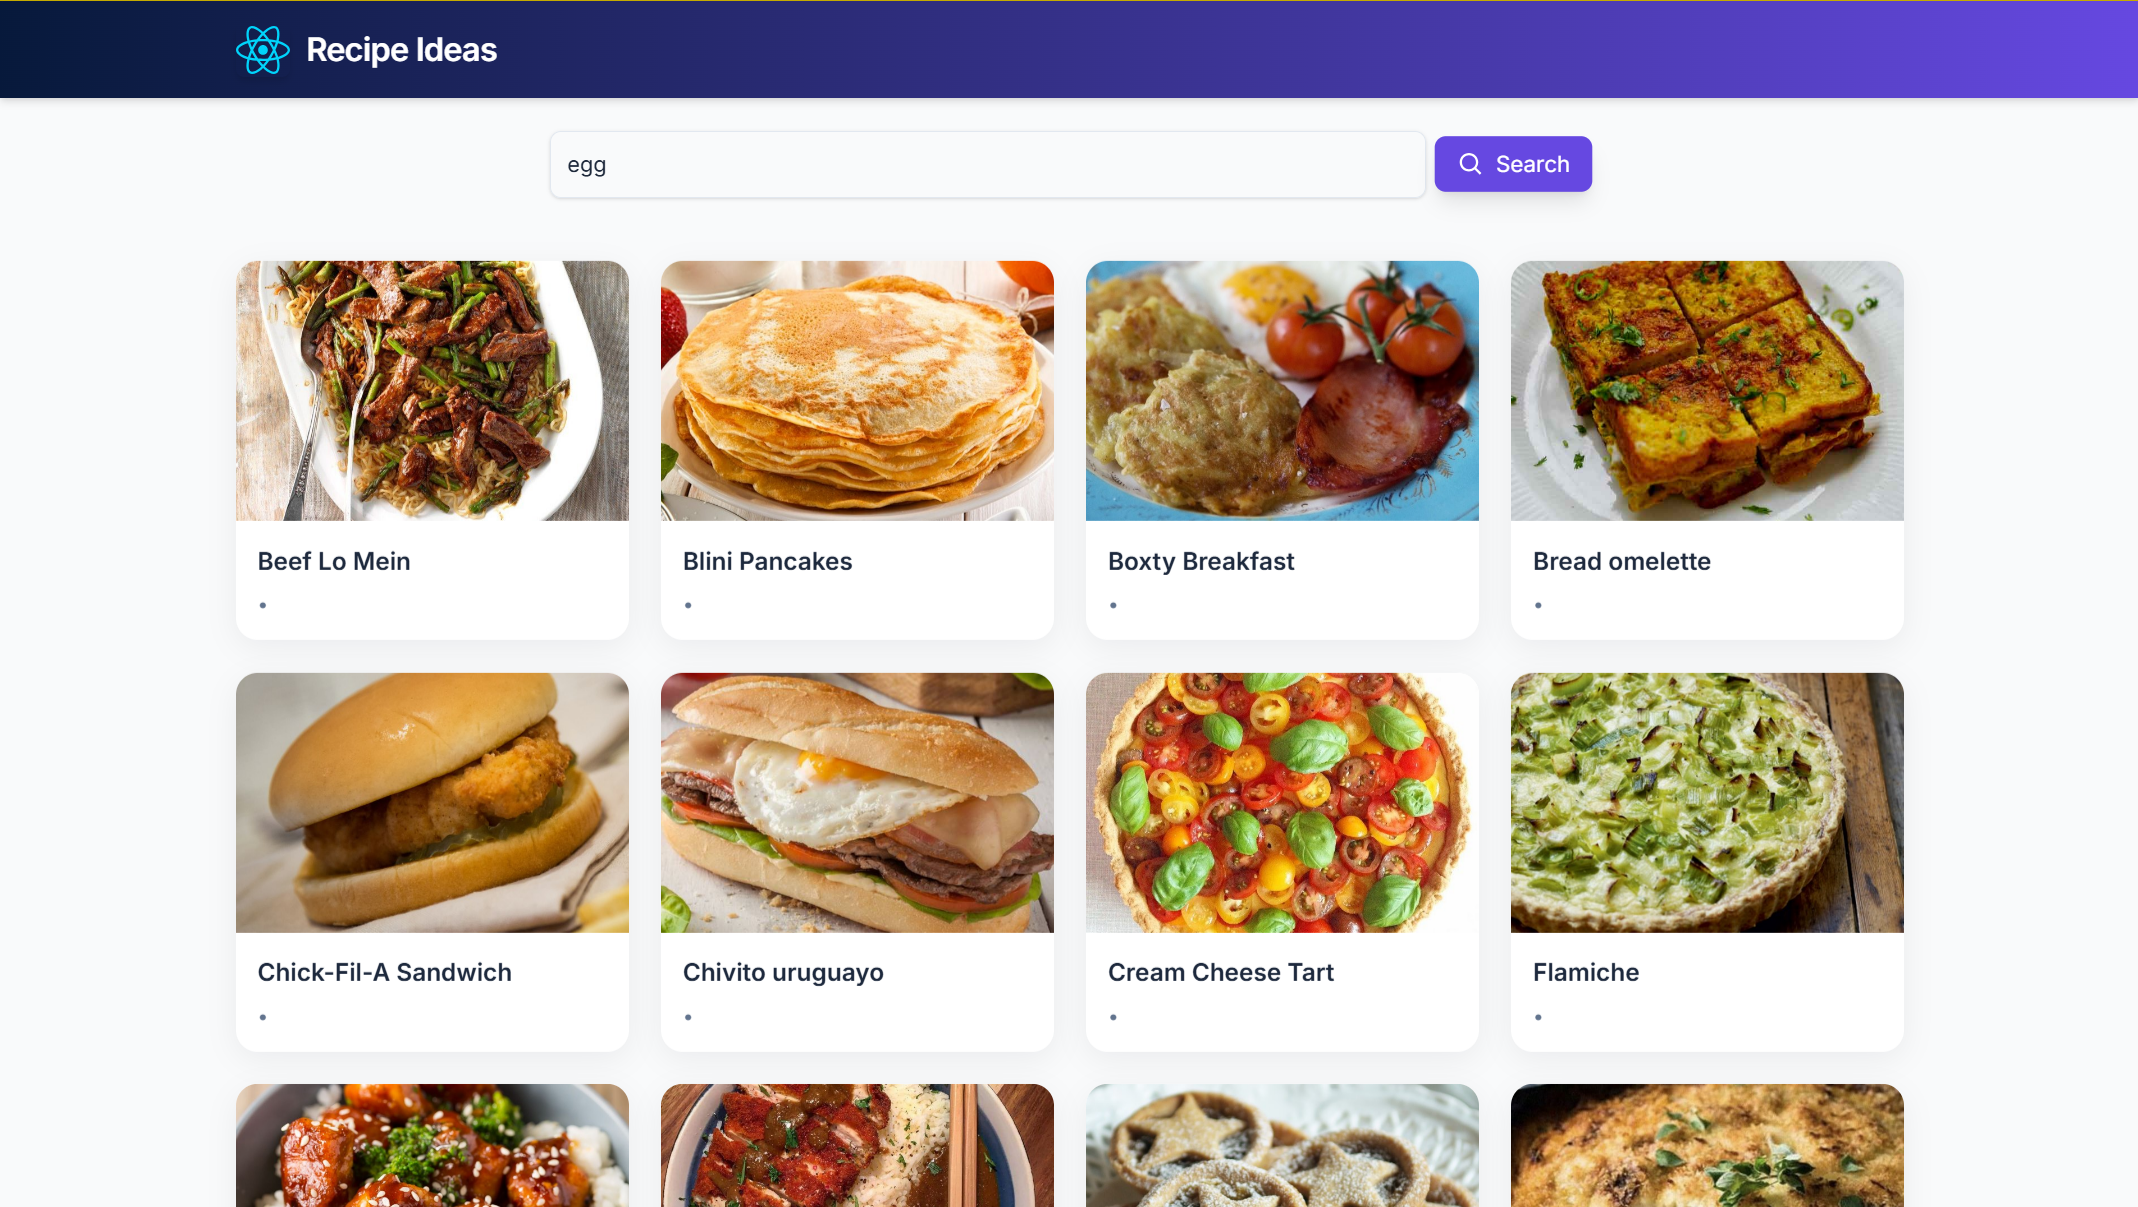 Recipe Ideas
egg
Search
Beef Lo Mein
•
Blini Pancakes
•
Boxty Breakfast
•
Bread omelette
•
Chick-Fil-A Sandwich
•
Chivito uruguayo
•
Cream Cheese Tart
•
Flamiche
•